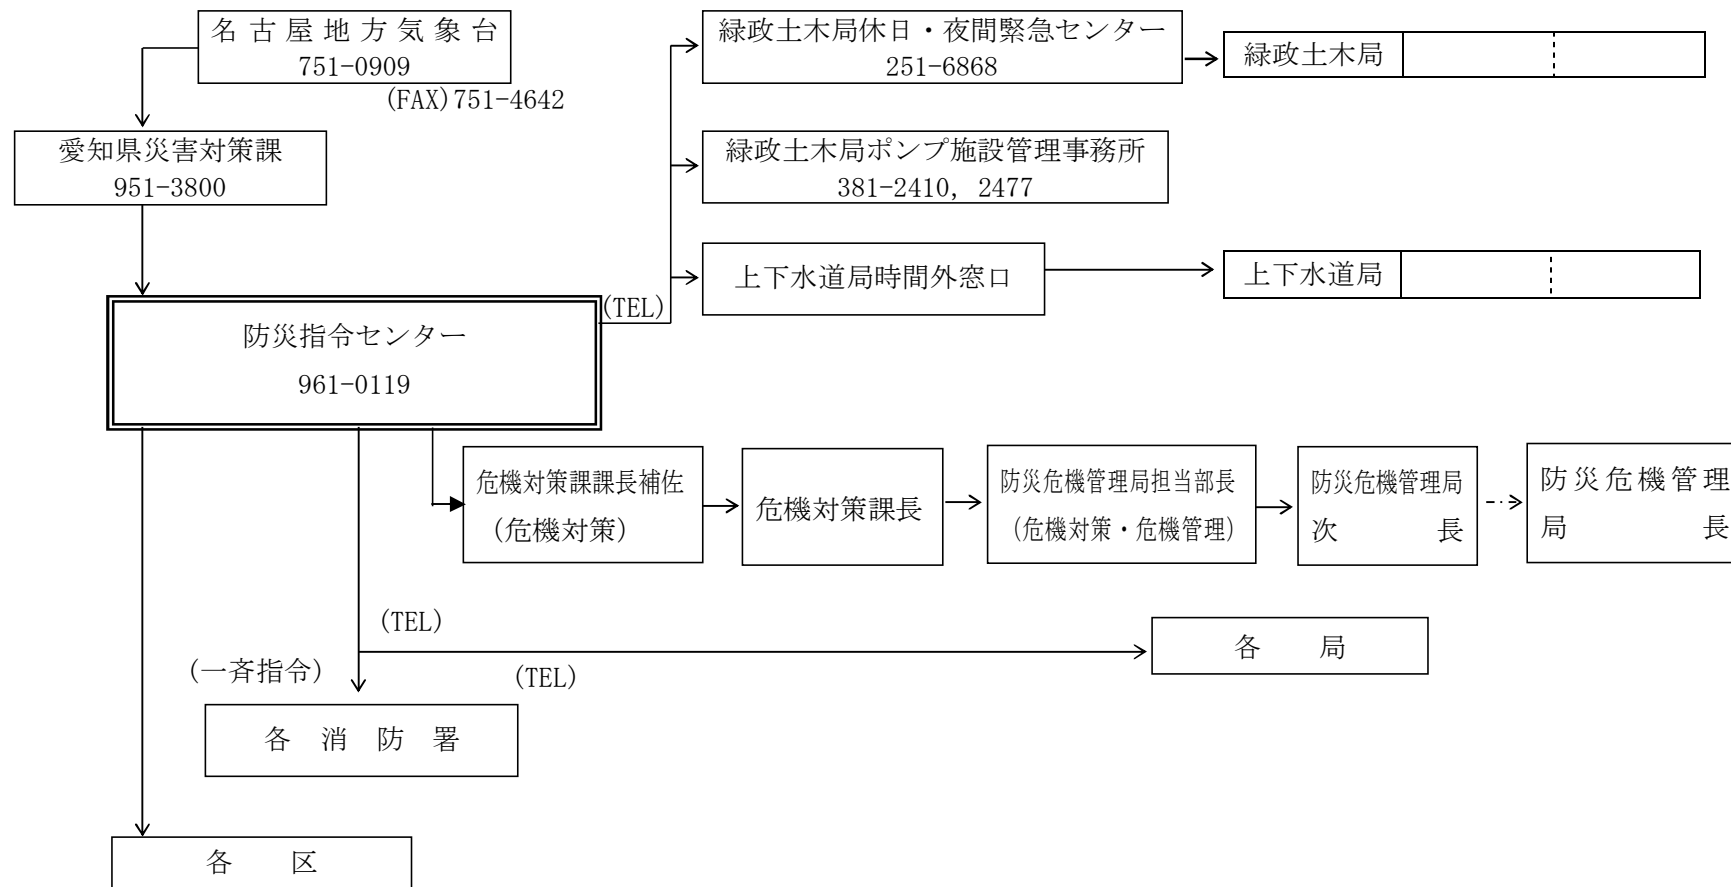 名古屋地方気象台
751-0909
(FAX)751-4642
愛知県災害対策課
951-3800
防災指令センター
961-0119
(TEL)
緑政土木局休日・夜間緊急センター
251-6868
緑政土木局
緑政土木局ポンプ施設管理事務所
381-2410, 2477
上下水道局時間外窓口
上下水道局
危機対策課課長補佐
(危機対策)
危機対策課長
防災危機管理局担当部長
(危機対策・危機管理)
防災危機管理局
次長
防災危機管理
局長
(TEL)
(一斉指令)
(TEL)
各局
各消防署
各区